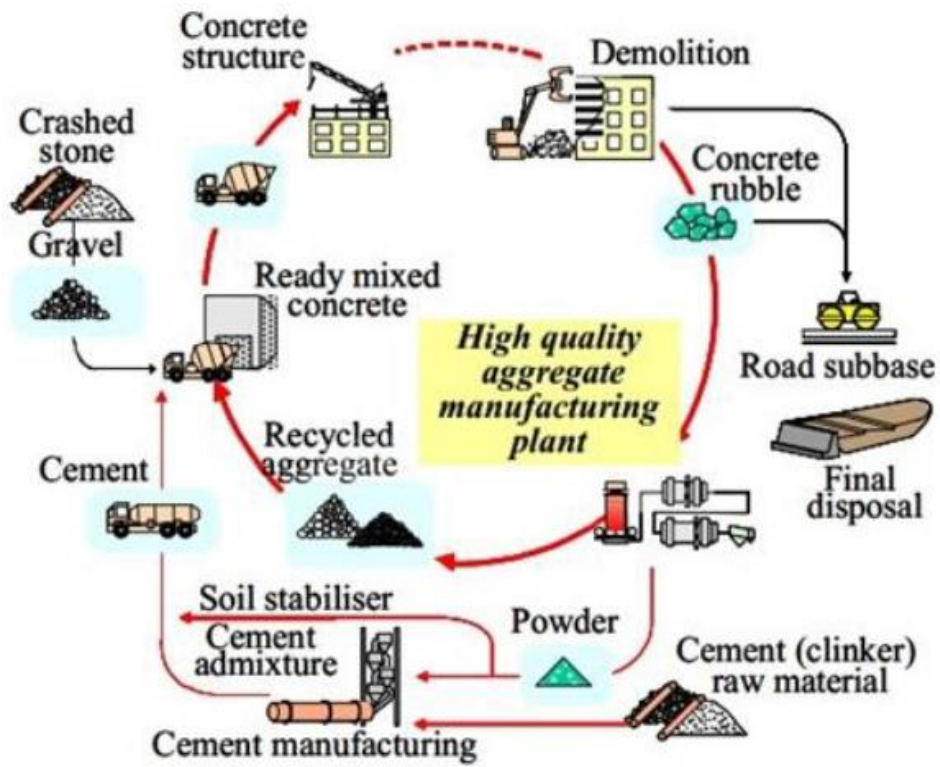 Concrete
structure
Demolition
Crashed
stone
Concrete
rubble
Gravel
Ready mixed
concrete
High quality
aggregate
manufacturing
plant
Road subbase
Recycled
aggregate
Cement
Final
disposal
Soil stabiliser
Powder
Cement
admixture
Cement (clinker)
raw material
Cement manufacturing